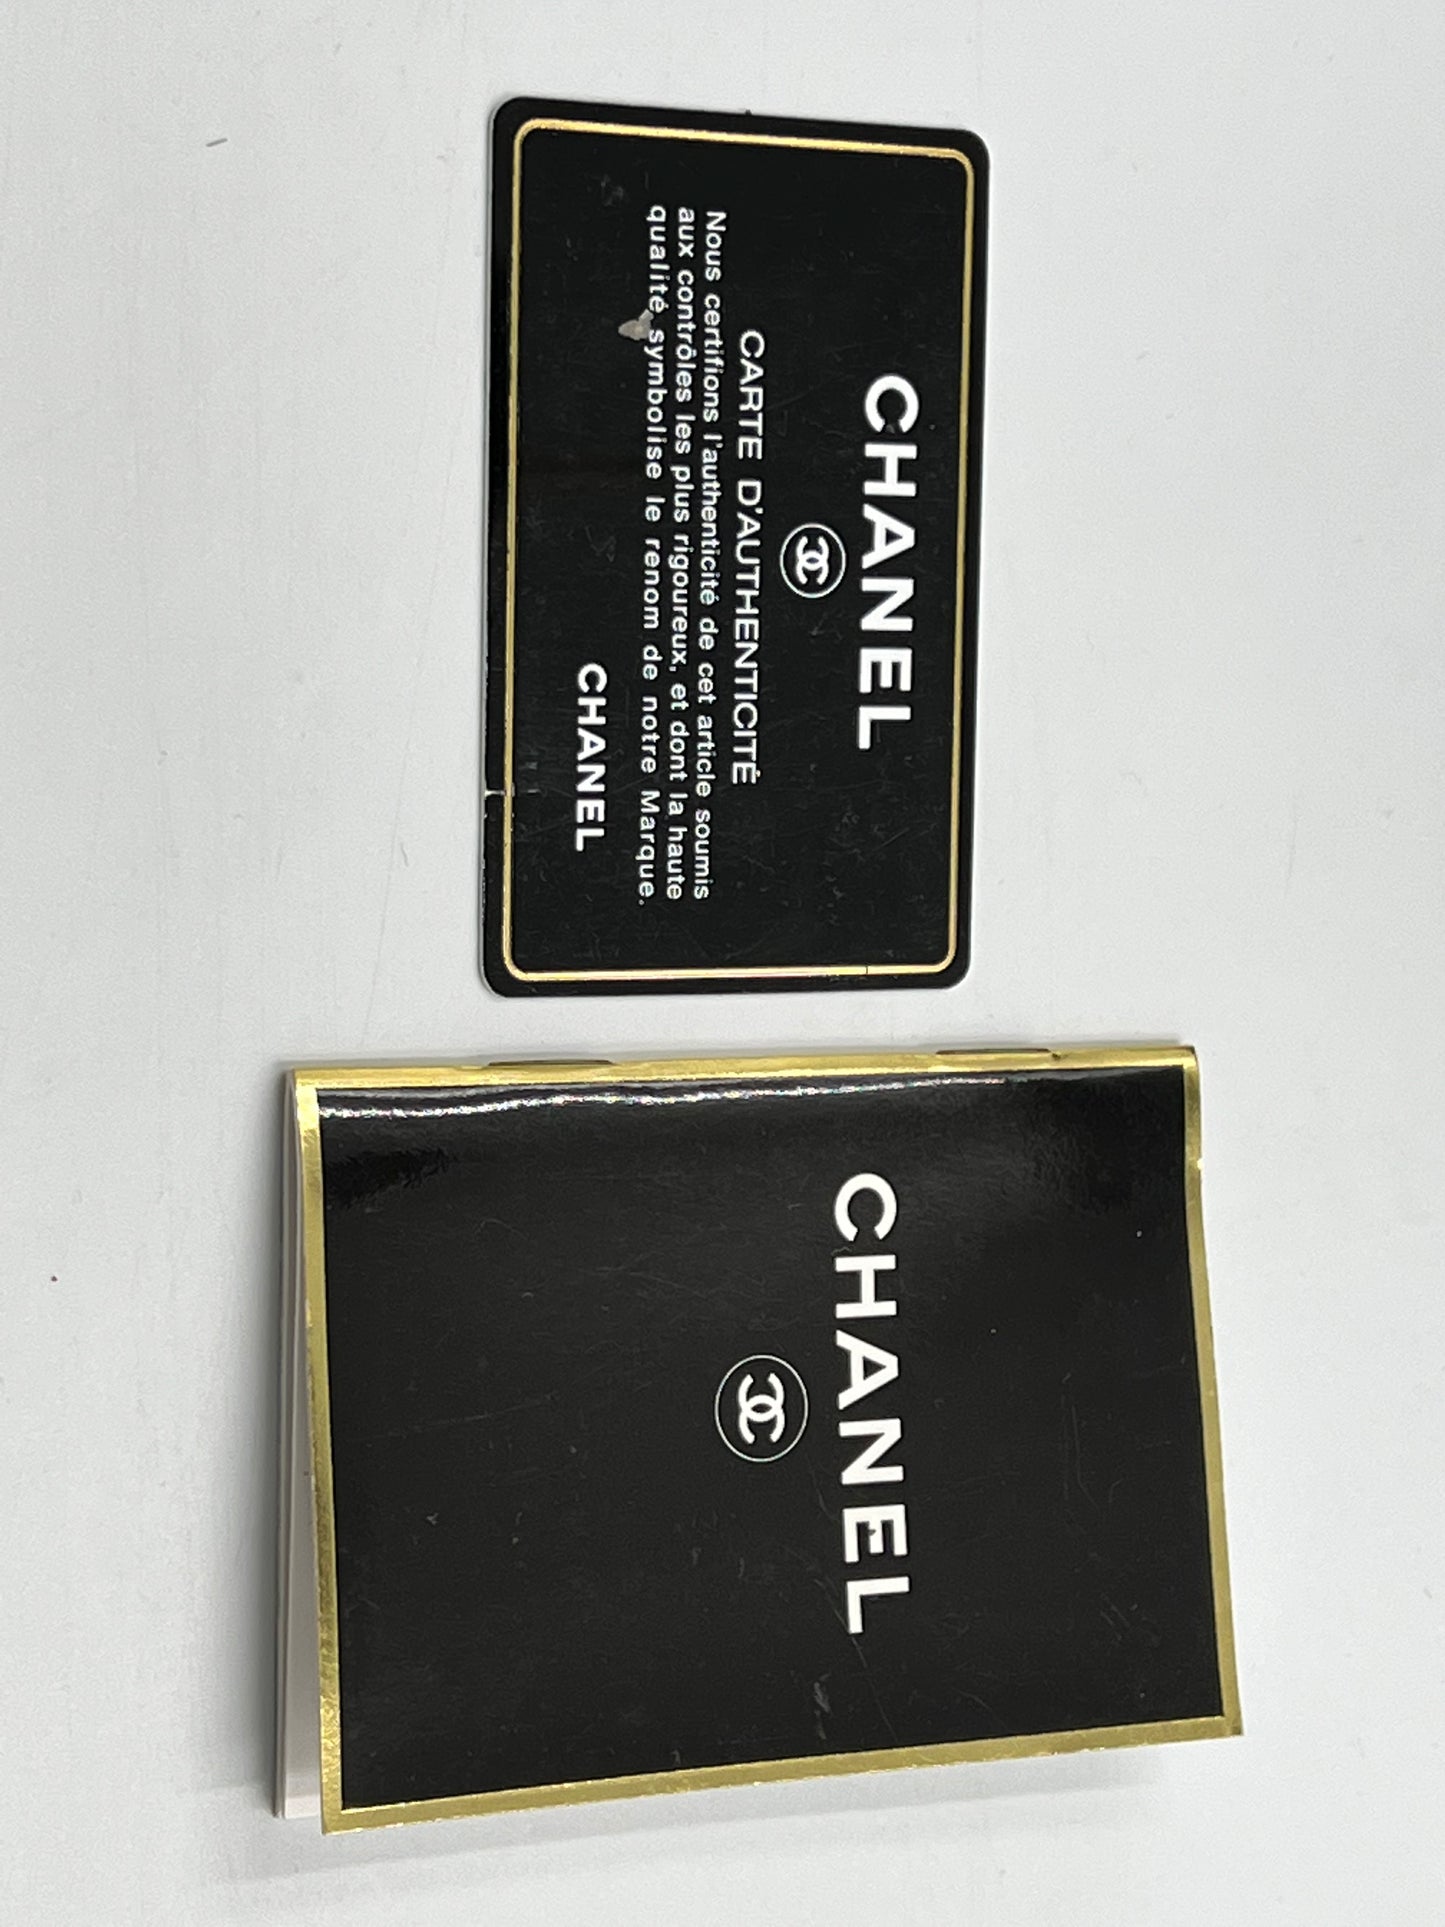 CHANEL
CARTE D'AUTHENTICITÉ
Nous certifions l'authenticité de cet article soumis
aux contrôles les plus rigoureux, et dont la haute
qualité symbolise le renom de notre Marque.
CHANEL
CHANEL